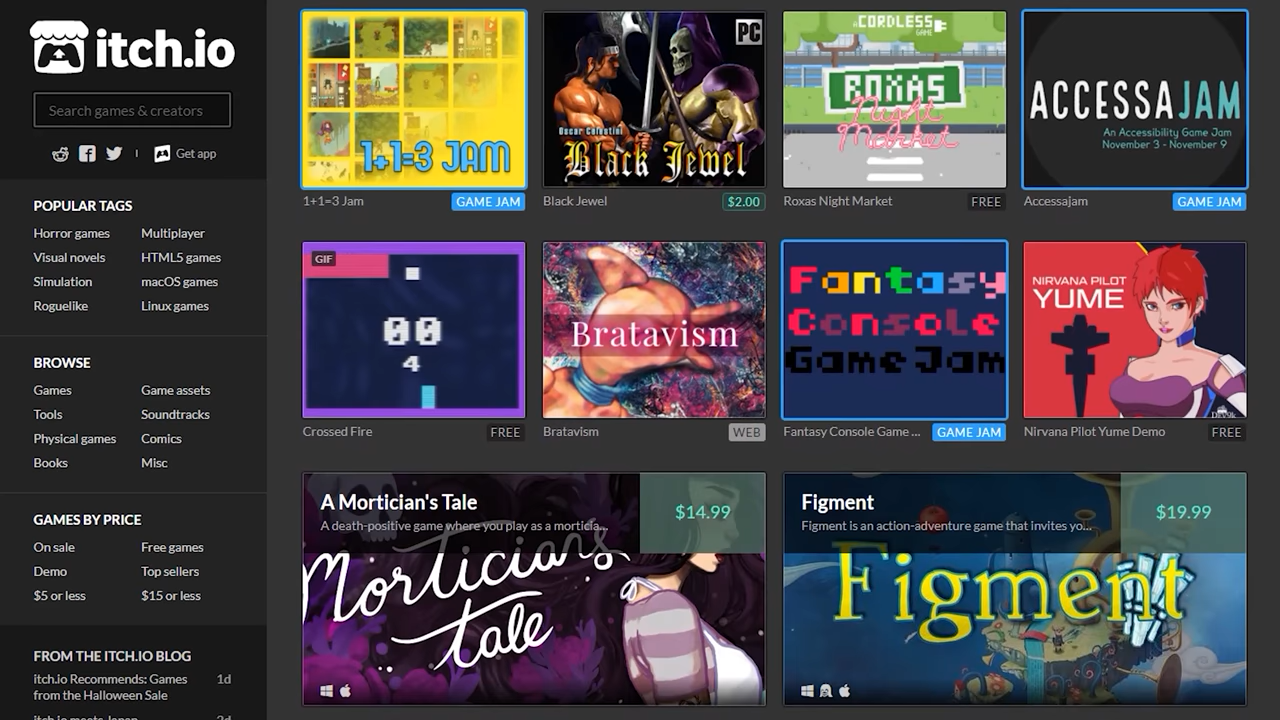 itch.io
Search games & creators
Get app
POPULAR TAGS
Horror games
Multiplayer
Visual novels
HTML5 games
Simulation
macOS games
Roguelike
Linux games
BROWSE
Games
Game assets
Tools
Soundtracks
Physical games
Comics
Books
Misc
GAMES BY PRICE
On sale
Free games
Demo
Top sellers
$5 or less
$15 or less
FROM THE ITCH.IO BLOG
itch.io Recommends: Games 1d
from the Halloween Sale
1+1=3 JAM
1+1=3 Jam
GAME JAM
PC
Oscar Celestini
Black Jewel
Black Jewel
$2.00
A CORDLESS
GAME
ROXAS
Night
Market
Roxas Night Market
FREE
ACCESSAJAM
An Accessibility Game Jam
November 3 - November 9
Accessajam
GAME JAM
GIF
00
4
Crossed Fire
FREE
Bratavism
Bratavism
WEB
Fantasy
Console
Game Jam
Fantasy Console Game ...
GAME JAM
NIRVANA PILOT
YUME
Nirvana Pilot Yume Demo
FREE
A Mortician's Tale
$14.99
A death-positive game where you play as a morticia...
Mortician's
tale
Figment
$19.99
Figment is an action-adventure game that invites yo...
Figment